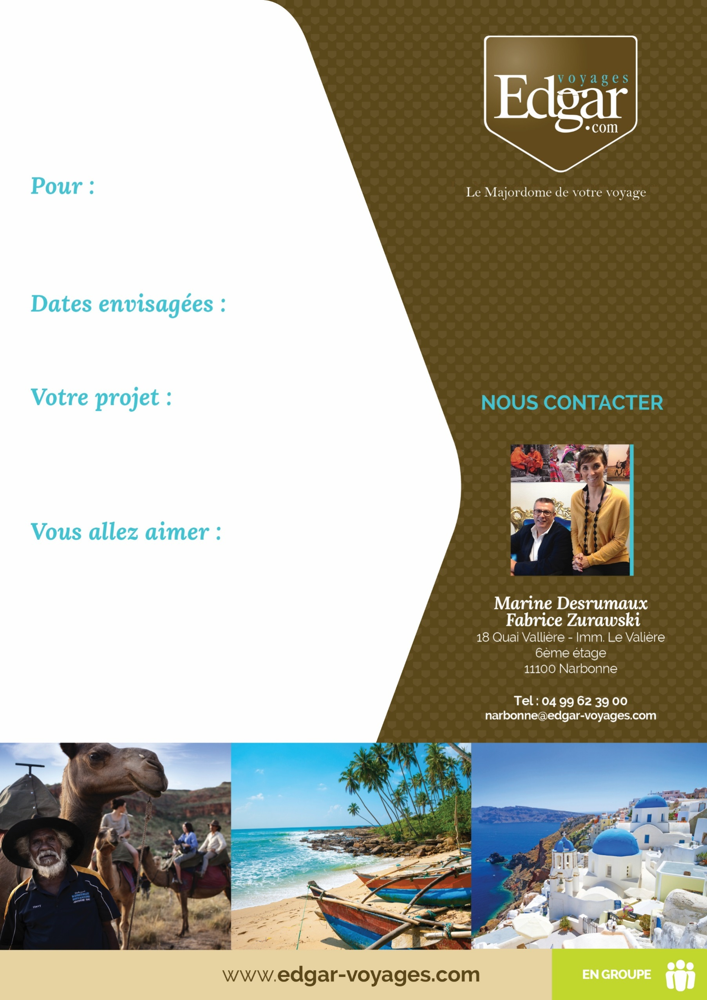 voyages
Edgar
.com
Le Majordome de votre voyage
Pour :
Dates envisagées :
Votre projet :
Vous allez aimer :
NOUS CONTACTER
Marine Desrumaux
Fabrice Zurawski
18 Quai Vallière - Imm. Le Valière
6ème étage
11100 Narbonne
Tel : 04 99 62 39 00
narbonne@edgar-voyages.com
Harry
www.edgar-voyages.com
EN GROUPE